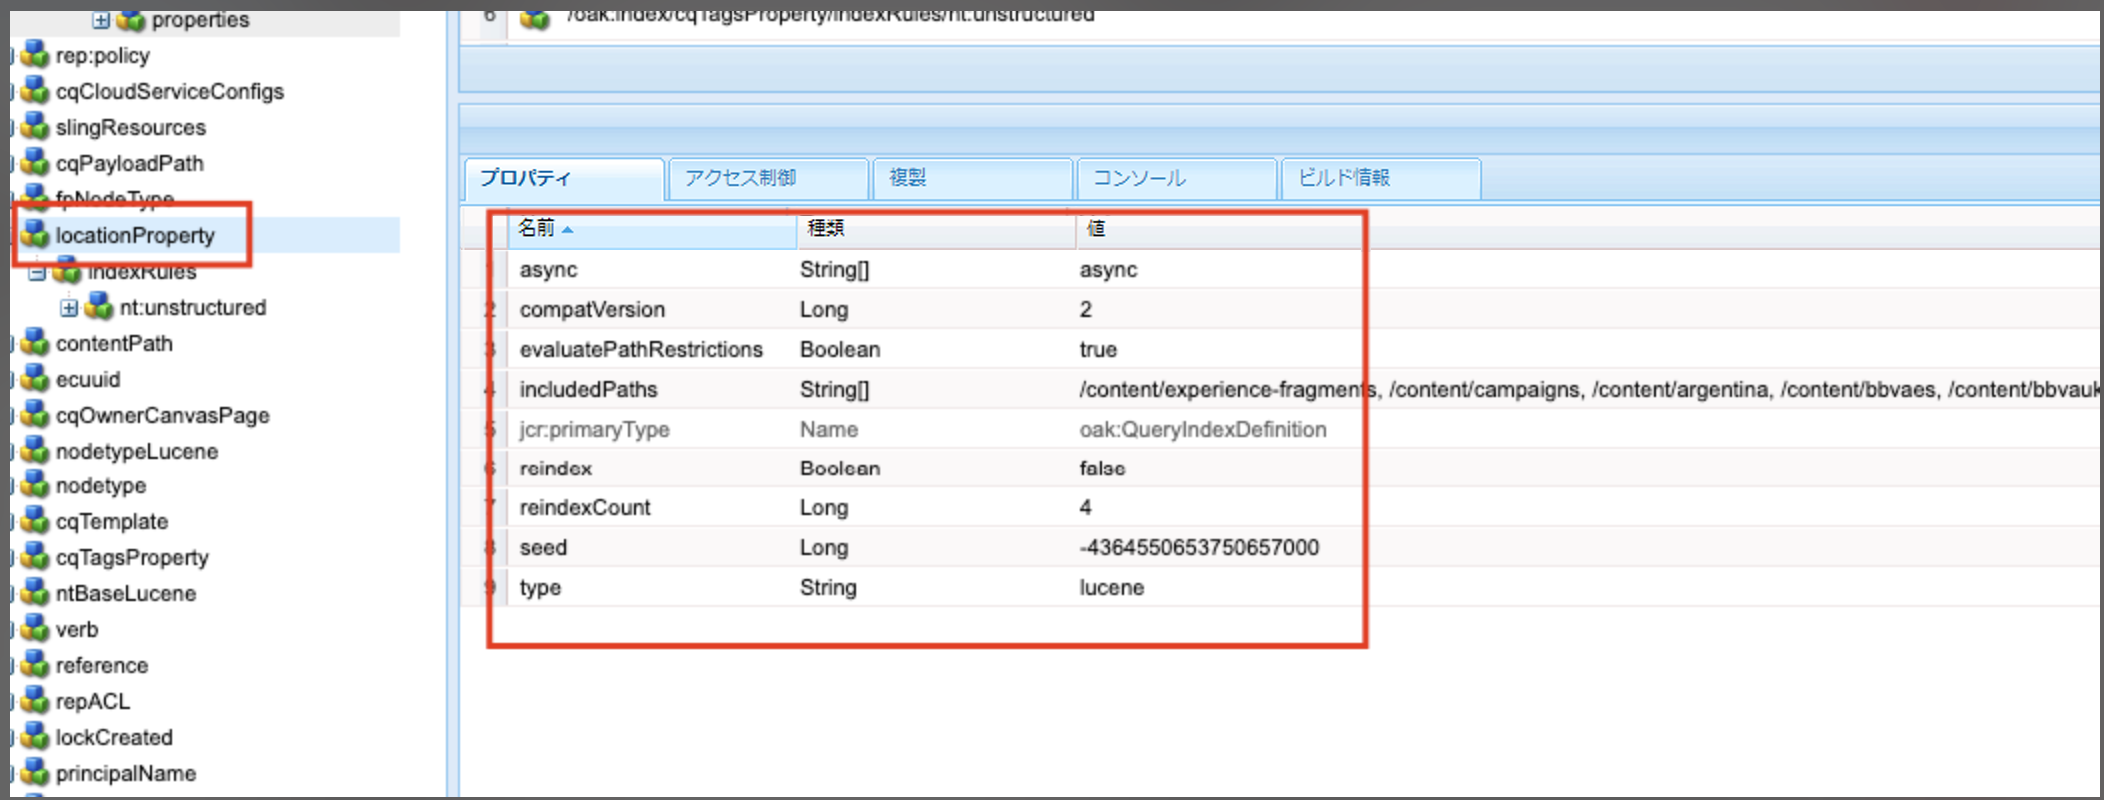 properties
rep:policy
cqCloudServiceConfigs
slingResources
cqPayloadPath
fpNodeType
locationProperty
indexRules
nt:unstructured
contentPath
ecuuid
cqOwnerCanvasPage
nodetypeLucene
nodetype
cqTemplate
cqTagsProperty
ntBaseLucene
verb
reference
repACL
lockCreated
principalName
6 /oak:index/cqTagsProperty/indexRules/nt:unstructured
プロパティ アクセス制御 複製 コンソール ビルド情報
名前 種類 値
1 async String[] async
2 compatVersion Long 2
3 evaluatePathRestrictions Boolean true
4 includedPaths String[] /content/experience-fragments, /content/campaigns, /content/argentina, /content/bbvaes, /content/bbvauk
5 jcr:primaryType Name oak:QueryIndexDefinition
6 reindex Boolean false
7 reindexCount Long 4
8 seed Long -4364550653750657000
9 type String lucene